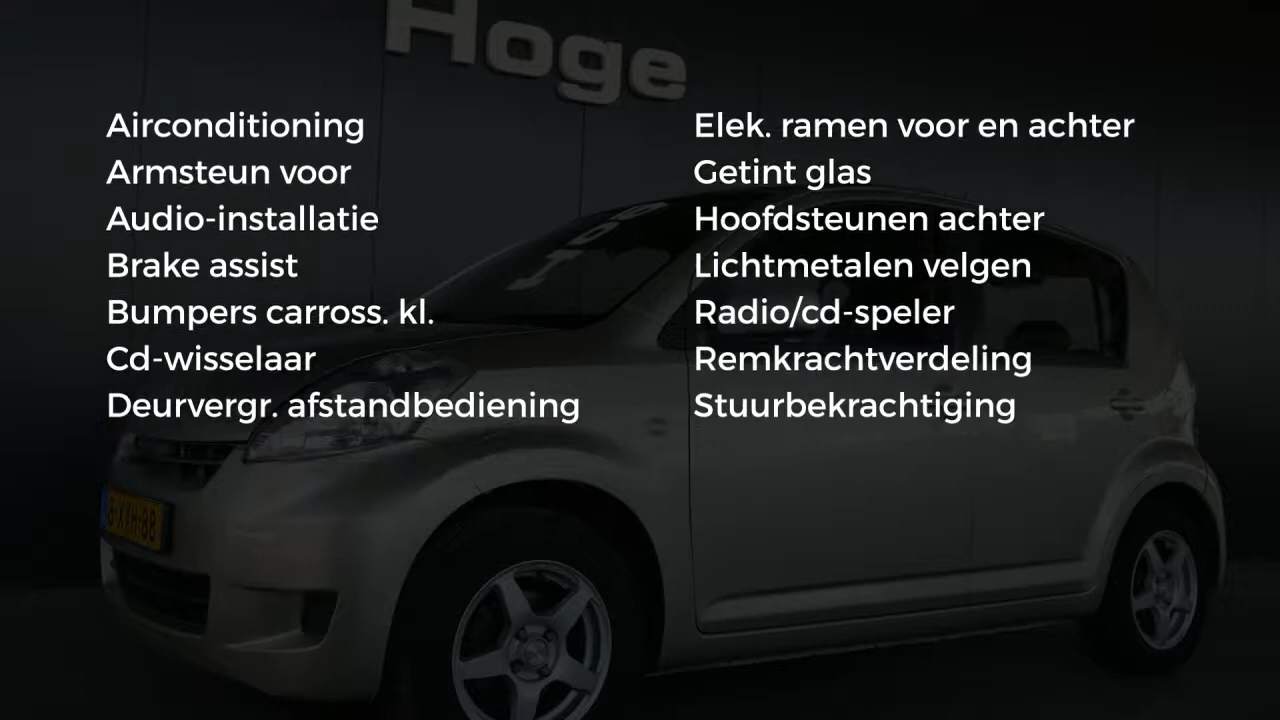 Hoge
Airconditioning
Armsteun voor
Audio-installatie
Brake assist
Bumpers carross. kl.
Cd-wisselaar
Deurvergr. afstandbediening
Elek. ramen voor en achter
Getint glas
Hoofdsteunen achter
Lichtmetalen velgen
Radio/cd-speler
Remkrachtverdeling
Stuurbekrachtiging